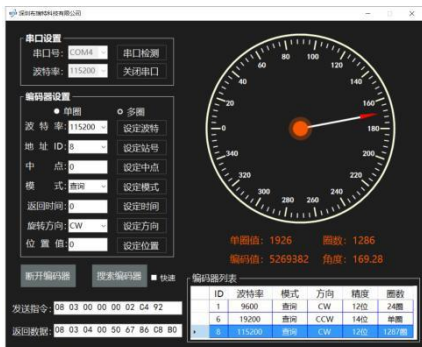 深圳布瑞特科技有限公司
串口设置
串口号: COM4 串口检测
波特率: 115200 关闭串口
编码器设置
单圈 多圈
波 特 率: 115200 设定波特
地 址 ID: 8 设定站号
中 点: 0 设定中点
模 式: 查询 设定模式
返回时间: 0 设定时间
旋转方向: CW 设定方向
位 置 值: 0 设定位置
断开编码器 搜索编码器 快速
发送指令: 08 03 00 00 00 02 C4 92
返回数据: 08 03 04 00 50 67 86 C8 B0
0 20 40 60 80 100 120 140 160 180 200 220 240 260 280 300 320 340
单圈值: 1926 圈数: 1286
编码值: 5269382 角度: 169.28
编码器列表
ID 波特率 模式 方向 精度 圈数
1 9600 查询 CW 12位 24圈
6 19200 查询 CCW 14位 单圈
8 115200 查询 CW 12位 1287圈